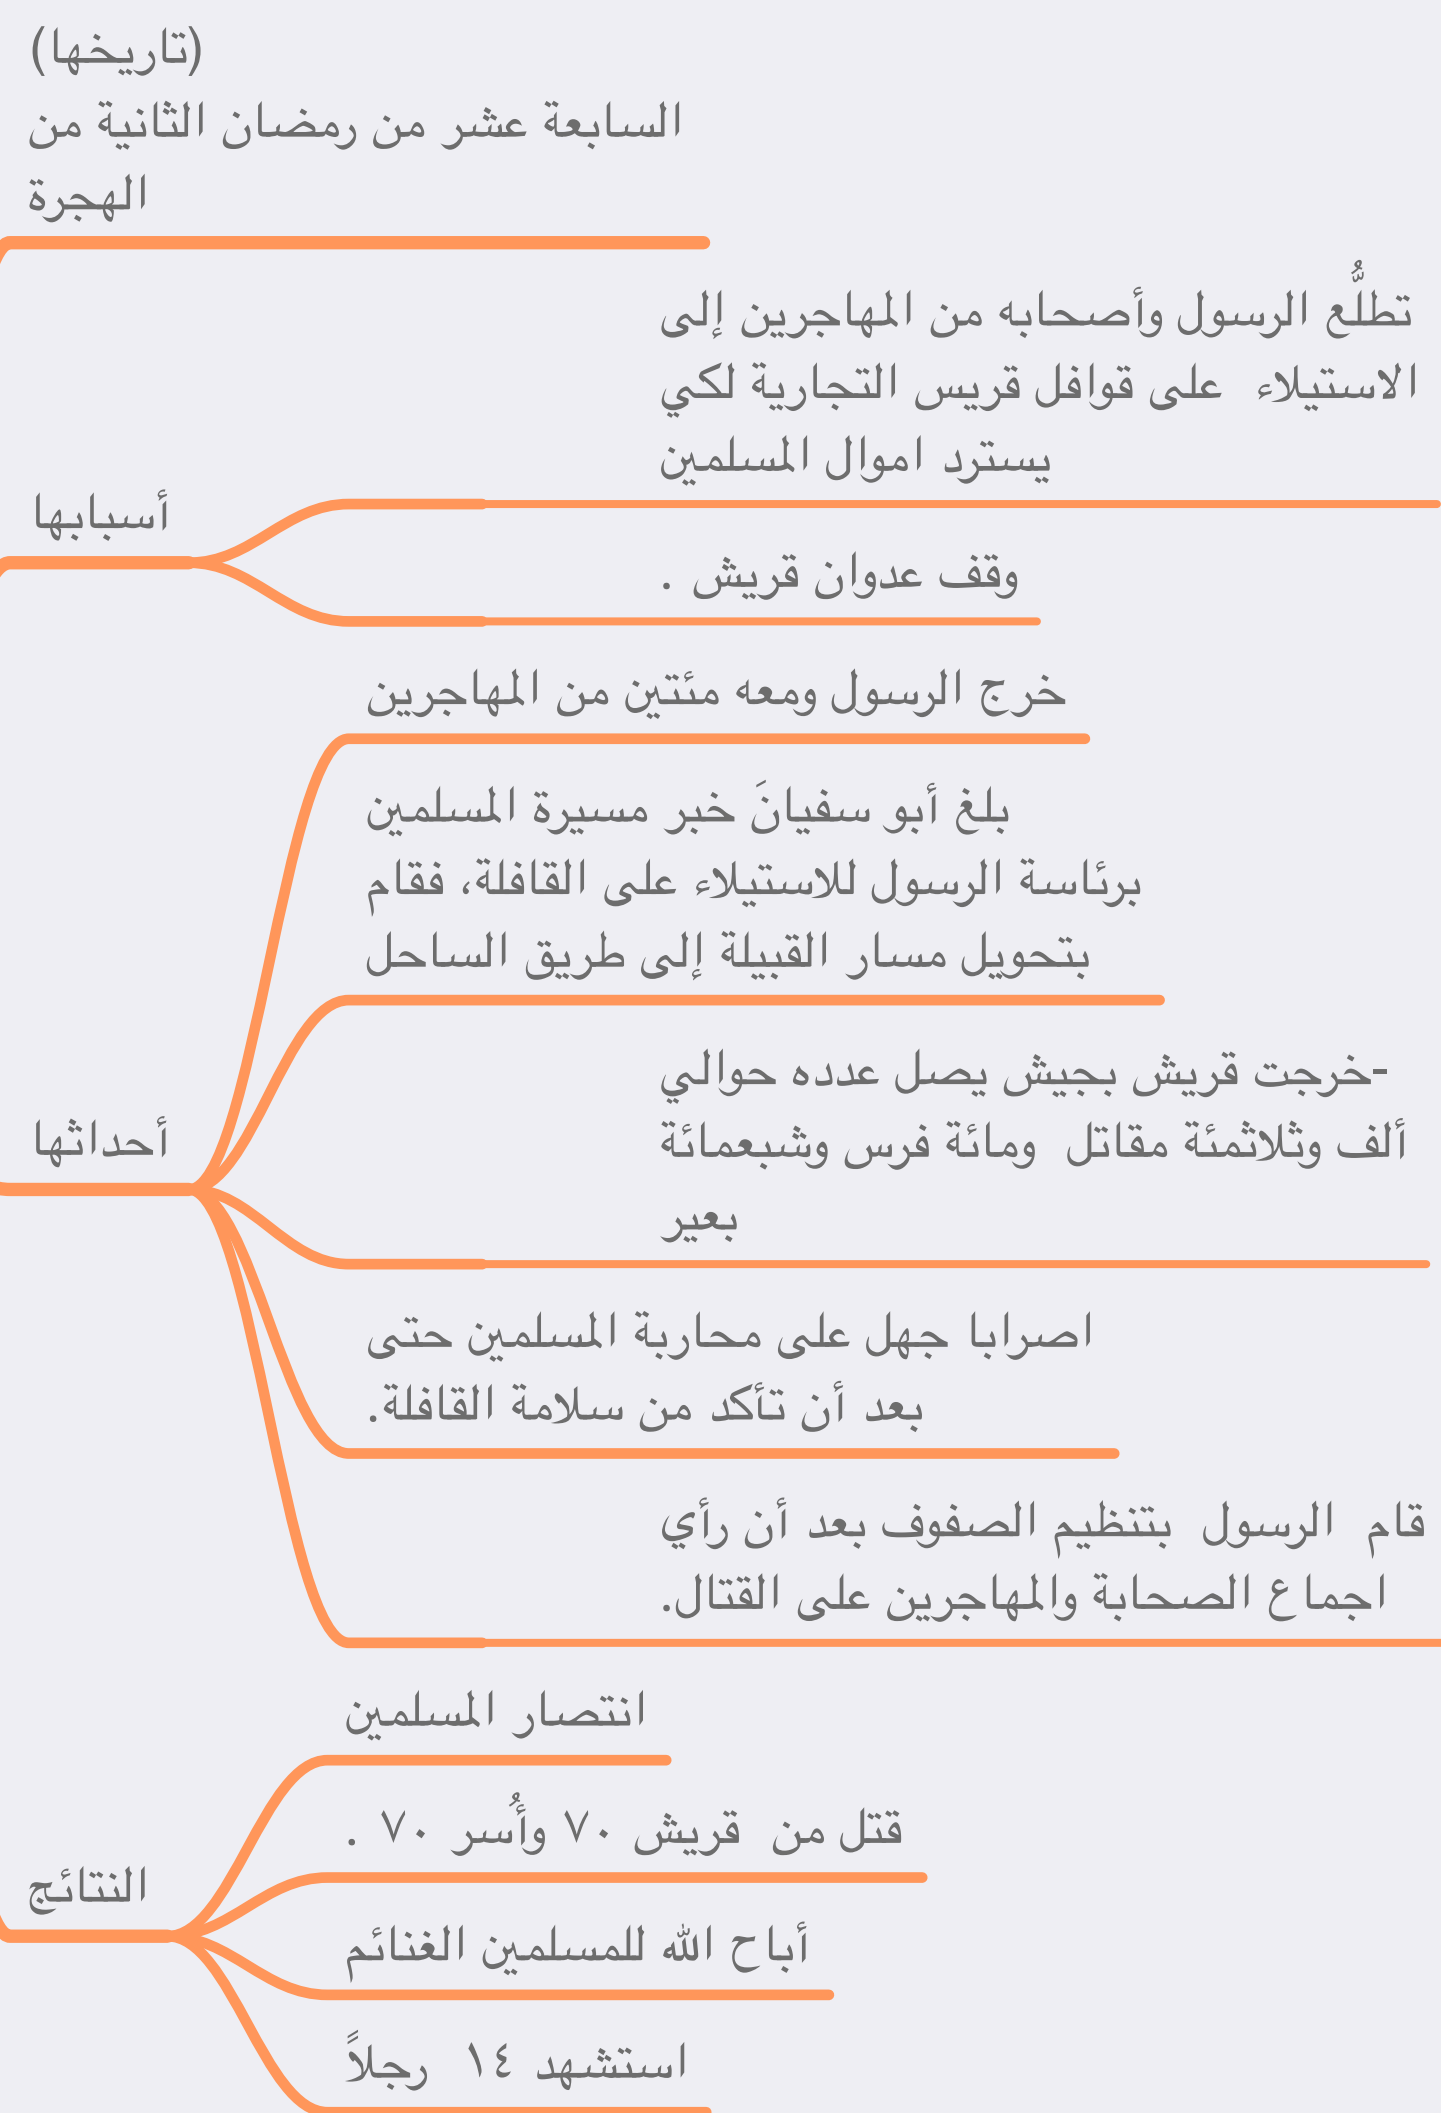 (تاريخها)
السابعة عشر من رمضان الثانية من
الهجرة
أسبابها
تطلُّع الرسول وأصحابه من المهاجرين إلى
الاستيلاء على قوافل قريس التجارية لكي
يسترد اموال المسلمين
وقف عدوان قريش .
أحداثها
خرج الرسول ومعه مئتين من المهاجرين
بلغ أبو سفيانَ خبر مسيرة المسلمين
برئاسة الرسول للاستيلاء على القافلة، فقام
بتحويل مسار القبيلة إلى طريق الساحل
-خرجت قريش بجيش يصل عدده حوالي
ألف وثلاثمئة مقاتل ومائة فرس وشبعمائة
بعير
اصرابا جهل على محاربة المسلمين حتى
بعد أن تأكد من سلامة القافلة.
قام الرسول بتنظيم الصفوف بعد أن رأي
اجماع الصحابة والمهاجرين على القتال.
النتائج
انتصار المسلمين
قتل من قريش ٧٠ وأُسر ٧٠ .
أباح الله للمسلمين الغنائم
استشهد ١٤ رجلاً